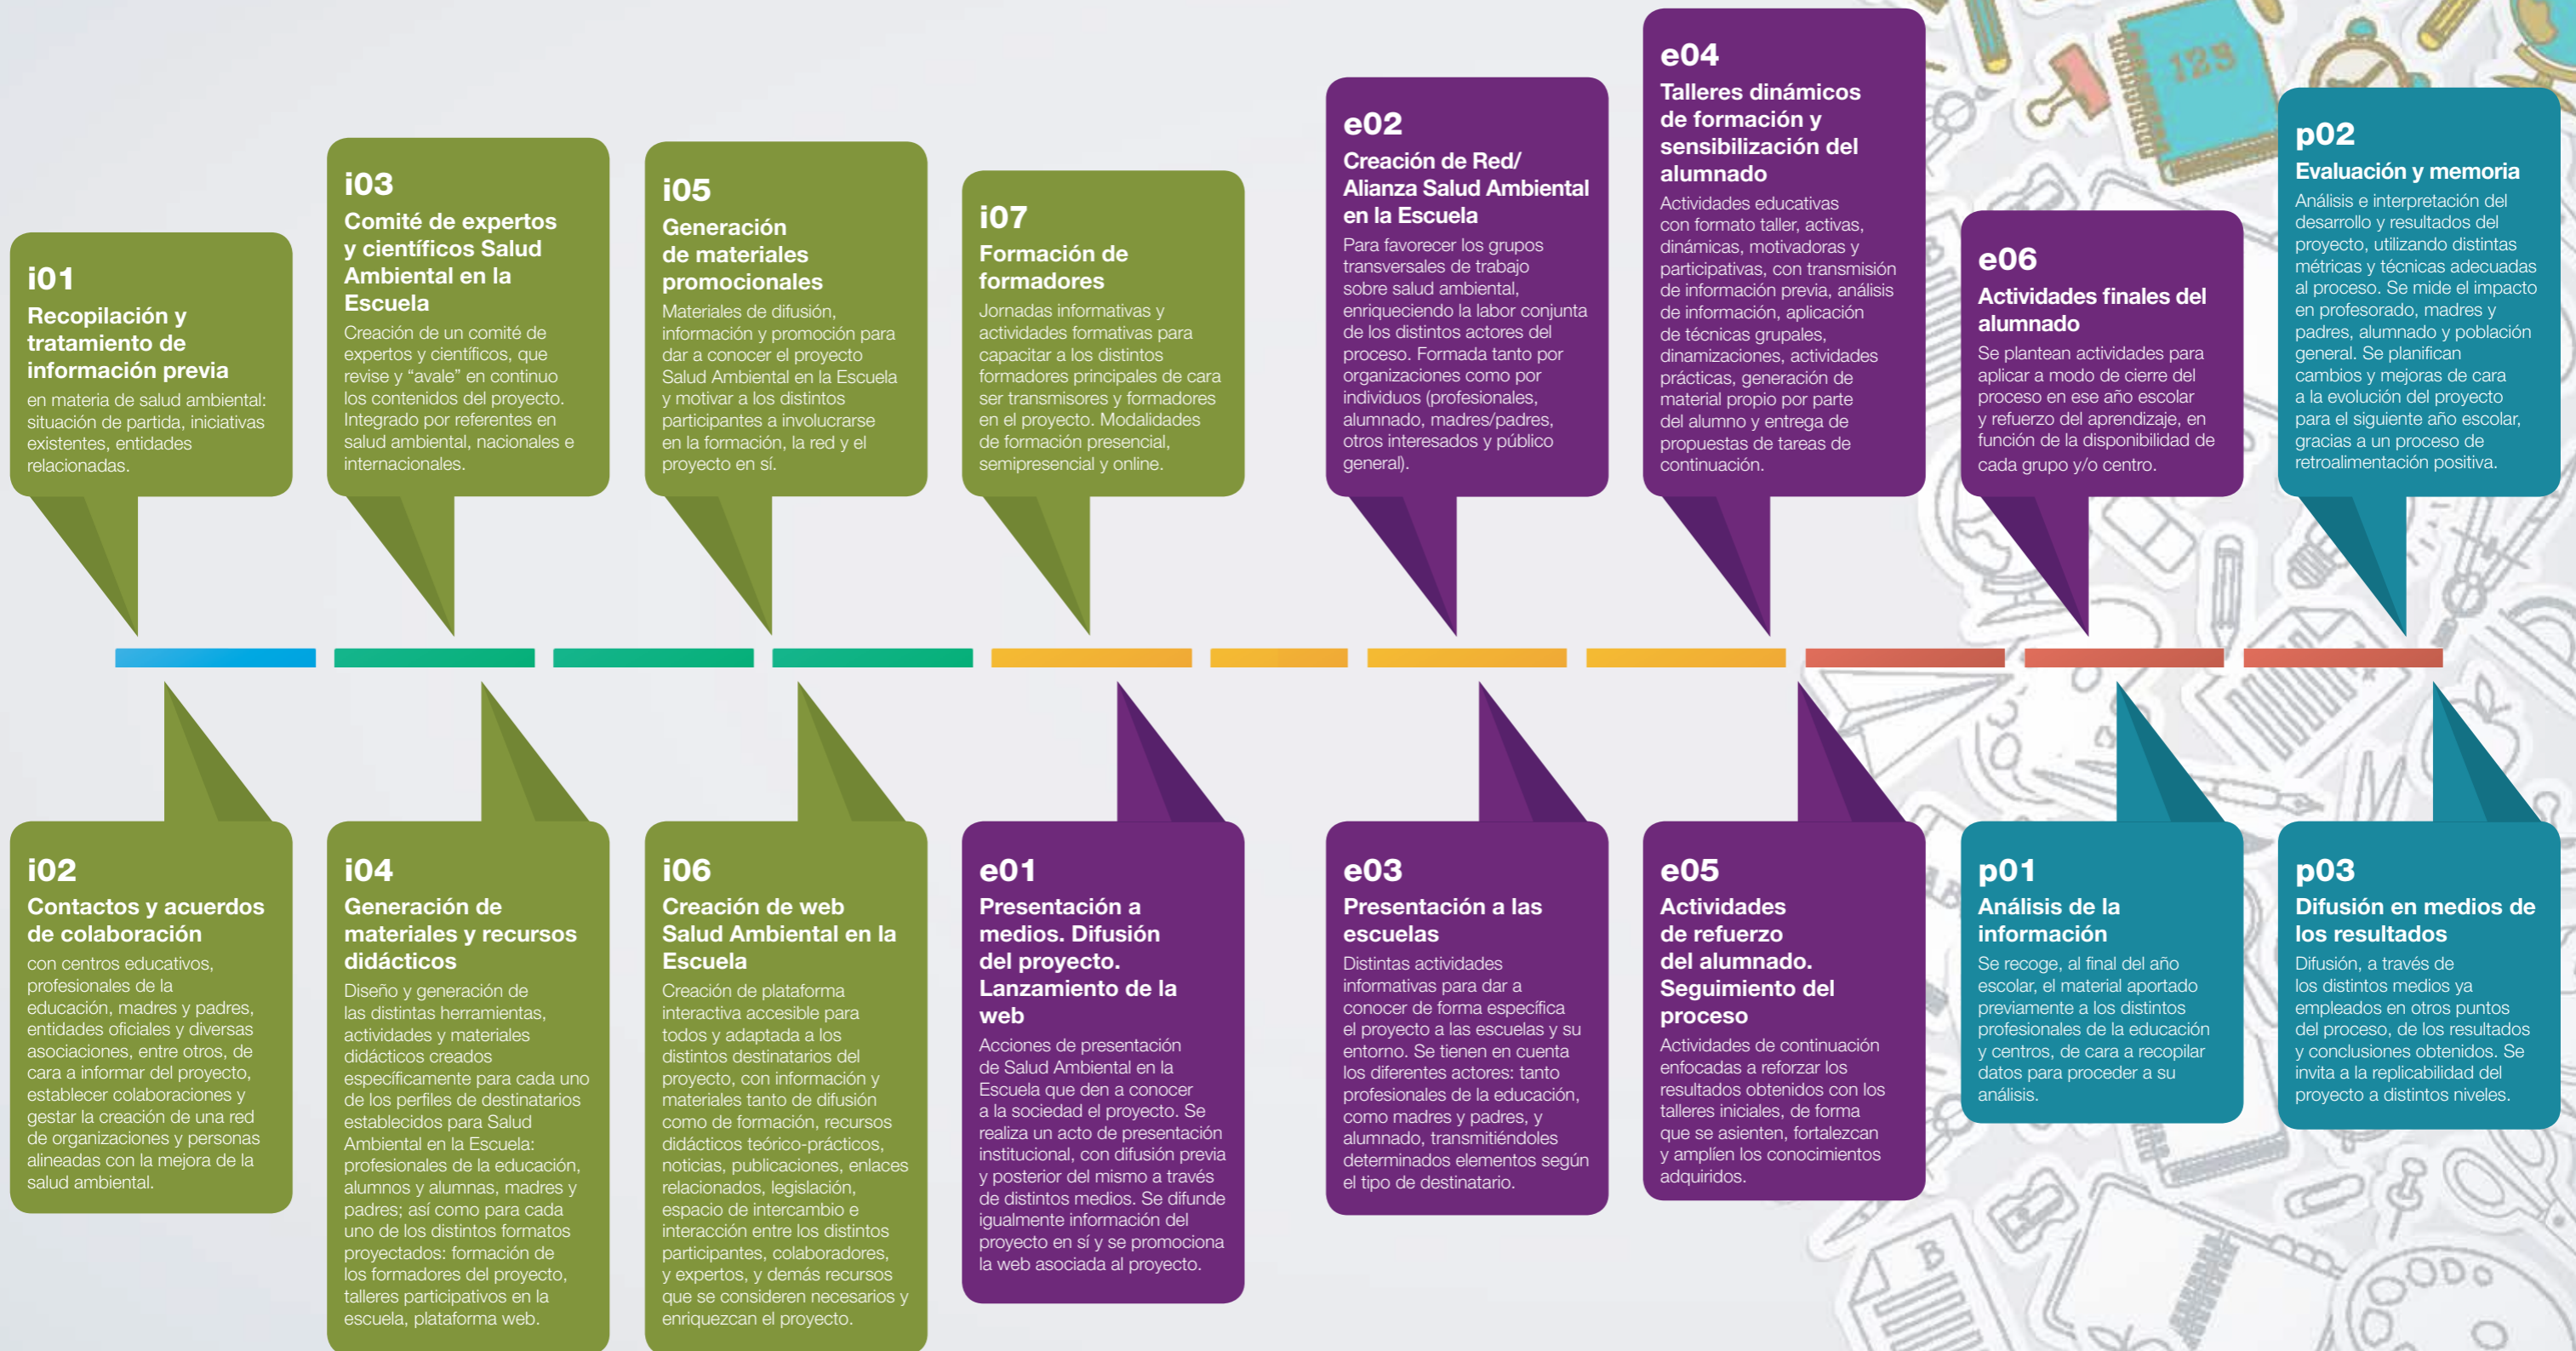 i01
Recopilación y
tratamiento de
información previa
en materia de salud ambiental:
situación de partida, iniciativas
existentes, entidades
relacionadas.
i03
Comité de expertos
y científicos Salud
Ambiental en la
Escuela
Creación de un comité de
expertos y científicos, que
revise y “avale” en continuo
los contenidos del proyecto.
Integrado por referentes en
salud ambiental, nacionales e
internacionales.
i05
Generación
de materiales
promocionales
Materiales de difusión,
información y promoción para
dar a conocer el proyecto
Salud Ambiental en la Escuela
y motivar a los distintos
participantes a involucrarse
en la formación, la red y el
proyecto en sí.
i07
Formación de
formadores
Jornadas informativas y
actividades formativas para
capacitar a los distintos
formadores principales de cara
ser transmisores y formadores
en el proyecto. Modalidades
de formación presencial,
semipresencial y online.
e02
Creación de Red/
Alianza Salud Ambiental
en la Escuela
Para favorecer los grupos
transversales de trabajo
sobre salud ambiental,
enriqueciendo la labor conjunta
de los distintos actores del
proceso. Formada tanto por
organizaciones como por
individuos (profesionales,
alumnado, madres/padres,
otros interesados y público
general).
e04
Talleres dinámicos
de formación y
sensibilización del
alumnado
Actividades educativas
con formato taller, activas,
dinámicas, motivadoras y
participativas, con transmisión
de información previa, análisis
de información, aplicación
de técnicas grupales,
dinamizaciones, actividades
prácticas, generación de
material propio por parte
del alumno y entrega de
propuestas de tareas de
continuación.
e06
Actividades finales del
alumnado
Se plantean actividades para
aplicar a modo de cierre del
proceso en ese año escolar
y refuerzo del aprendizaje, en
función de la disponibilidad de
cada grupo y/o centro.
123
p02
Evaluación y memoria
Análisis e interpretación del
desarrollo y resultados del
proyecto, utilizando distintas
métricas y técnicas adecuadas
al proceso. Se mide el impacto
en profesorado, madres y
padres, alumnado y población
general. Se planifican
cambios y mejoras de cara
a la evolución del proyecto
para el siguiente año escolar,
gracias a un proceso de
retroalimentación positiva.
i02
Contactos y acuerdos
de colaboración
con centros educativos,
profesionales de la
educación, madres y padres,
entidades oficiales y diversas
asociaciones, entre otros, de
cara a informar del proyecto,
establecer colaboraciones y
gestar la creación de una red
de organizaciones y personas
alineadas con la mejora de la
salud ambiental.
i04
Generación de
materiales y recursos
didácticos
Diseño y generación de
las distintas herramientas,
actividades y materiales
didácticos creados
específicamente para cada uno
de los perfiles de destinatarios
establecidos para Salud
Ambiental en la Escuela:
profesionales de la educación,
alumnos y alumnas, madres y
padres; así como para cada
uno de los distintos formatos
proyectados: formación de
los formadores del proyecto,
talleres participativos en la
escuela, plataforma web.
i06
Creación de web
Salud Ambiental en la
Escuela
Creación de plataforma
interactiva accesible para
todos y adaptada a los
distintos destinatarios del
proyecto, con información y
materiales tanto de difusión
como de formación, recursos
didácticos teórico-prácticos,
noticias, publicaciones, enlaces
relacionados, legislación,
espacio de intercambio e
interacción entre los distintos
participantes, colaboradores,
y expertos, y demás recursos
que se consideren necesarios y
enriquezcan el proyecto.
e01
Presentación a
medios. Difusión
del proyecto.
Lanzamiento de la
web
Acciones de presentación
de Salud Ambiental en la
Escuela que den a conocer
a la sociedad el proyecto. Se
realiza un acto de presentación
institucional, con difusión previa
y posterior del mismo a través
de distintos medios. Se difunde
igualmente información del
proyecto en sí y se promociona
la web asociada al proyecto.
e03
Presentación a las
escuelas
Distintas actividades
informativas para dar a
conocer de forma específica
el proyecto a las escuelas y su
entorno. Se tienen en cuenta
los diferentes actores: tanto
profesionales de la educación,
como madres y padres, y
alumnado, transmitiéndoles
determinados elementos según
el tipo de destinatario.
e05
Actividades
de refuerzo
del alumnado.
Seguimiento del
proceso
Actividades de continuación
enfocadas a reforzar los
resultados obtenidos con los
talleres iniciales, de forma
que se asienten, fortalezcan
y amplíen los conocimientos
adquiridos.
p01
Análisis de la
información
Se recoge, al final del año
escolar, el material aportado
previamente a los distintos
profesionales de la educación
y centros, de cara a recopilar
datos para proceder a su
análisis.
p03
Difusión en medios de
los resultados
Difusión, a través de
los distintos medios ya
empleados en otros puntos
del proceso, de los resultados
y conclusiones obtenidos. Se
invita a la replicabilidad del
proyecto a distintos niveles.
B